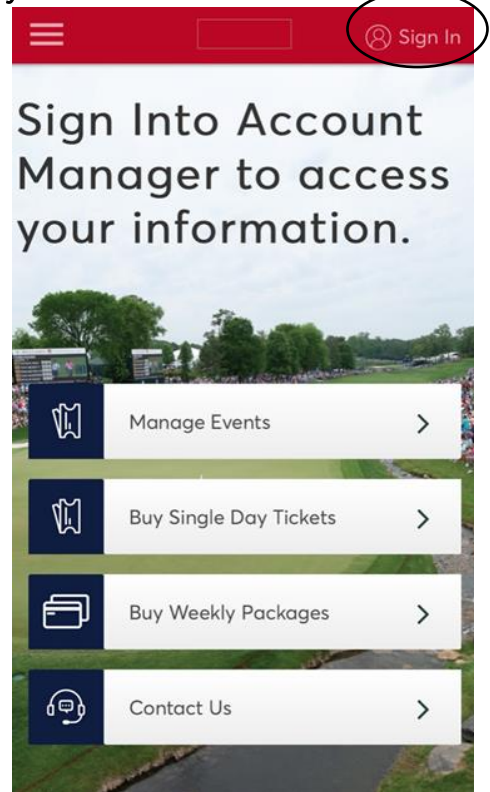 Sign In
Sign Into Account
Manager to access
your information.
Manage Events
Buy Single Day Tickets
Buy Weekly Packages
Contact Us